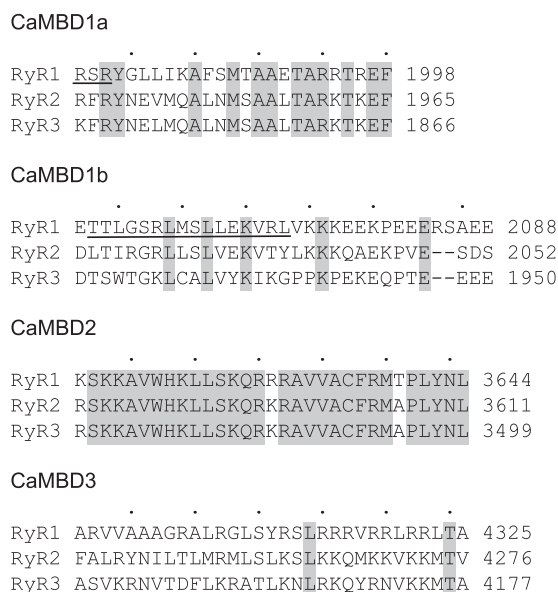 CaMBD1a
RyR1 RSRYGLLIKAFSMTAAETARRTREF 1998
RyR2 RFRYNEVMQALNMSAALTARKTREF 1965
RyR3 KFRYNELMQALNMSAALTARKTKEF 1866
CaMBD1b
RyR1 ETTLGSRLMSLLEKVRLVKKKEEKPEEERSAEE 2088
RyR2 DLTIRGRLLSLVEKVTYLKKKQAEKPVE--SDS 2052
RyR3 DTSWTGKLCALVYKIKGPPKPEKEQPTE--EEE 1950
CaMBD2
RyR1 KSKKAVWHKLLSKQRRRAVVACFRMTPLYNL 3644
RyR2 RSKKAVWHKLLSKQRKRAVVACFRMAPLYNL 3611
RyR3 RSKKAVWHKLLSKQRKRAVVACFRMAPLYNL 3499
CaMBD3
RyR1 ARVVAAAGRALRGLSYRSLRRRVRRLRRLTA 4325
RyR2 FALRYNILTLMRMLSLKSLKKQMKKVKKMTV 4276
RyR3 ASVKRNVTDFLKRATLKNLRKQYRNVKKMTA 4177